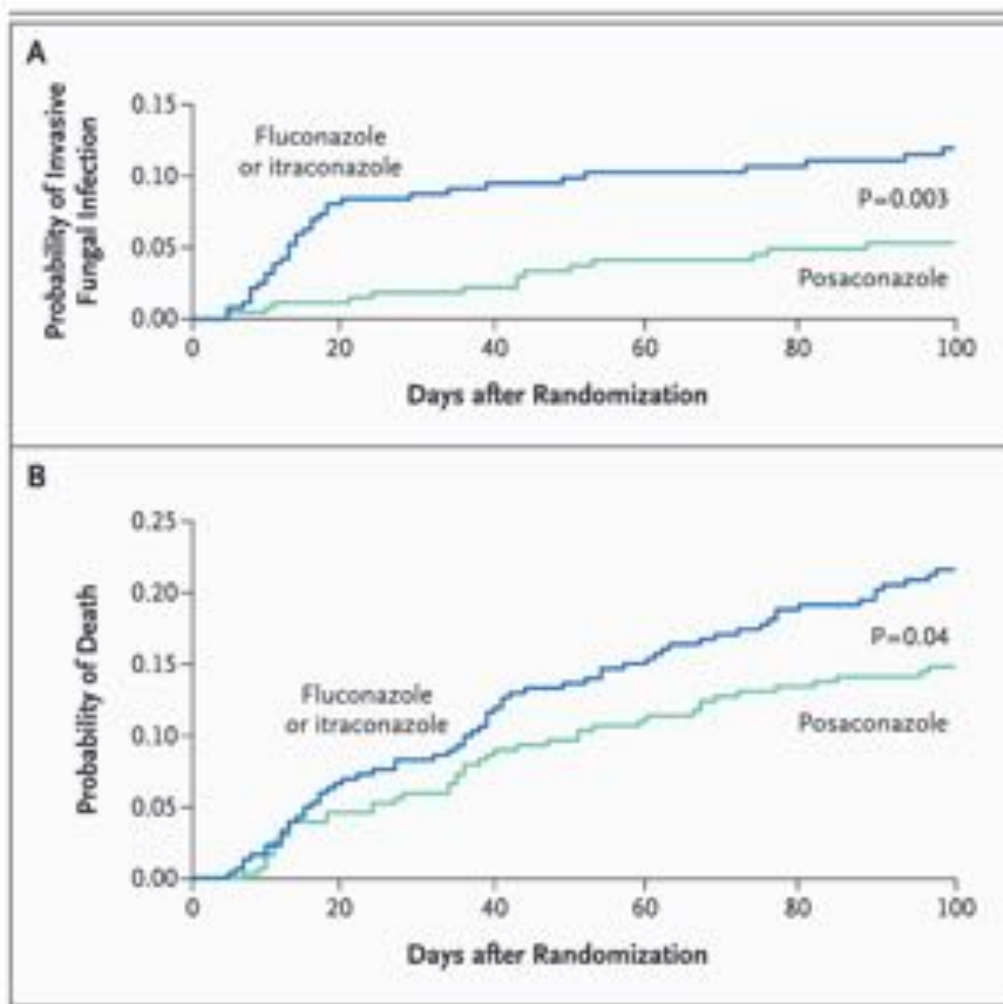 A
Probability of Invasive
Fungal Infection
0.15
0.10
0.05
0.00
Fluconazole
or itraconazole
P=0.003
Posaconazole
0 20 40 60 80 100
Days after Randomization
B
Probability of Death
0.25
0.20
0.15
0.10
0.05
0.00
Fluconazole
or itraconazole
P=0.04
Posaconazole
0 20 40 60 80 100
Days after Randomization